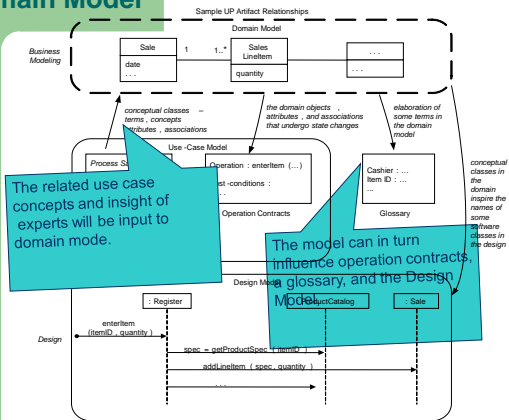 main Model
Sample UP Artifact Relationships
Domain Model
Business
Modeling
Sale
1
1..*
Sales
LineItem
. . .
date
. . .
quantity
. . .
conceptual classes –
terms , concepts
attributes , associations
the domain objects ,
attributes , and associations
that undergo state changes
elaboration of
some terms in
the domain
model
conceptual
classes in
the
domain
inspire the
names of
some
software
classes in
the design
Use -Case Model
Process
Operation : enterItem (…)
-conditions :
. . .
Operation Contracts
Cashier : …
Item ID : …
...
Glossary
The related use case
concepts and insight of
experts will be input to
domain mode.
The model can in turn
influence operation contracts,
glossary, and the Design
Model.
Design Model
Design
: Register
ProductCatalog
: Sale
enterItem
(itemID , quantity )
spec = getProductSpec ( itemID )
addLineItem ( spec , quantity )
. . .